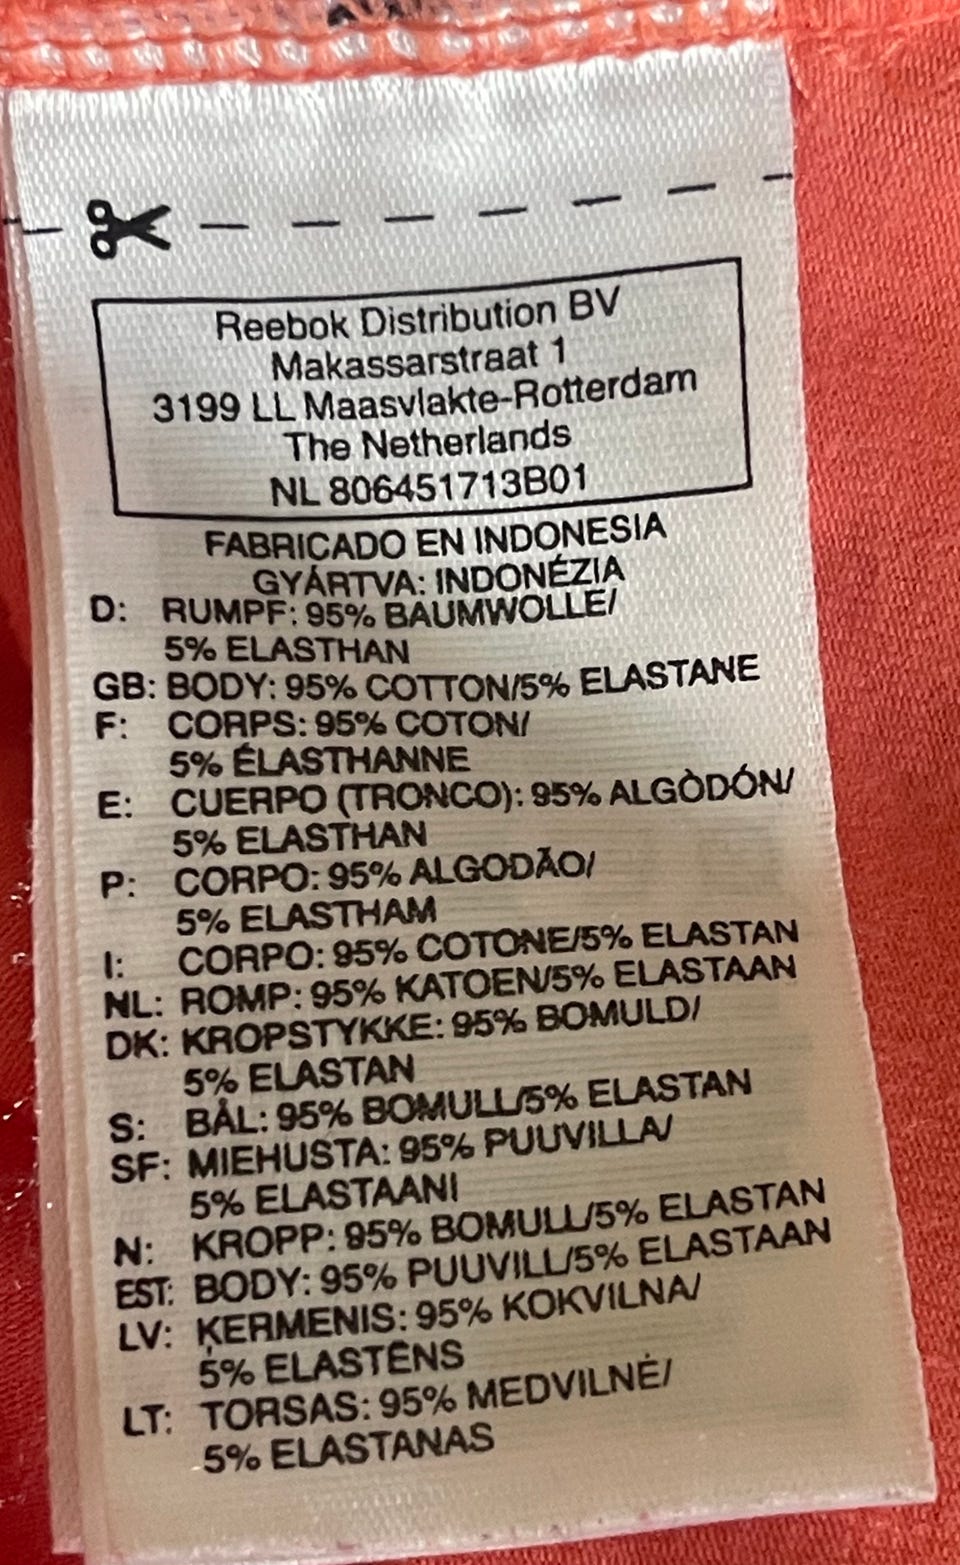 Reebok Distribution BV
Makassarstraat 1
3199 LL Maasvlakte-Rotterdam
The Netherlands
NL 806451713B01
FABRICADO EN INDONESIA
GYÁRTVA: INDONÉZIA
D: RUMPF: 95% BAUMWOLLE/
5% ELASTHAN
GB: BODY: 95% COTTON/5% ELASTANE
F: CORPS: 95% COTON/
5% ÉLASTHANNE
E: CUERPO (TRONCO): 95% ALGÒDÓN/
5% ELASTHAN
P: CORPO: 95% ALGODÃO/
5% ELASTHAM
I: CORPO: 95% COTONE/5% ELASTAN
NL: ROMP: 95% KATOEN/5% ELASTAAN
DK: KROPSTYKKE: 95% BOMULD/
5% ELASTAN
S: BÅL: 95% BOMULL/5% ELASTAN
SF: MIEHUSTA: 95% PUUVILLA/
5% ELASTAANI
N: KROPP: 95% BOMULL/5% ELASTAN
EST: BODY: 95% PUUVILL/5% ELASTAAN
LV: ĶERMENIS: 95% KOKVILNA/
5% ELASTĒNS
LT: TORSAS: 95% MEDVILNĖ/
5% ELASTANAS